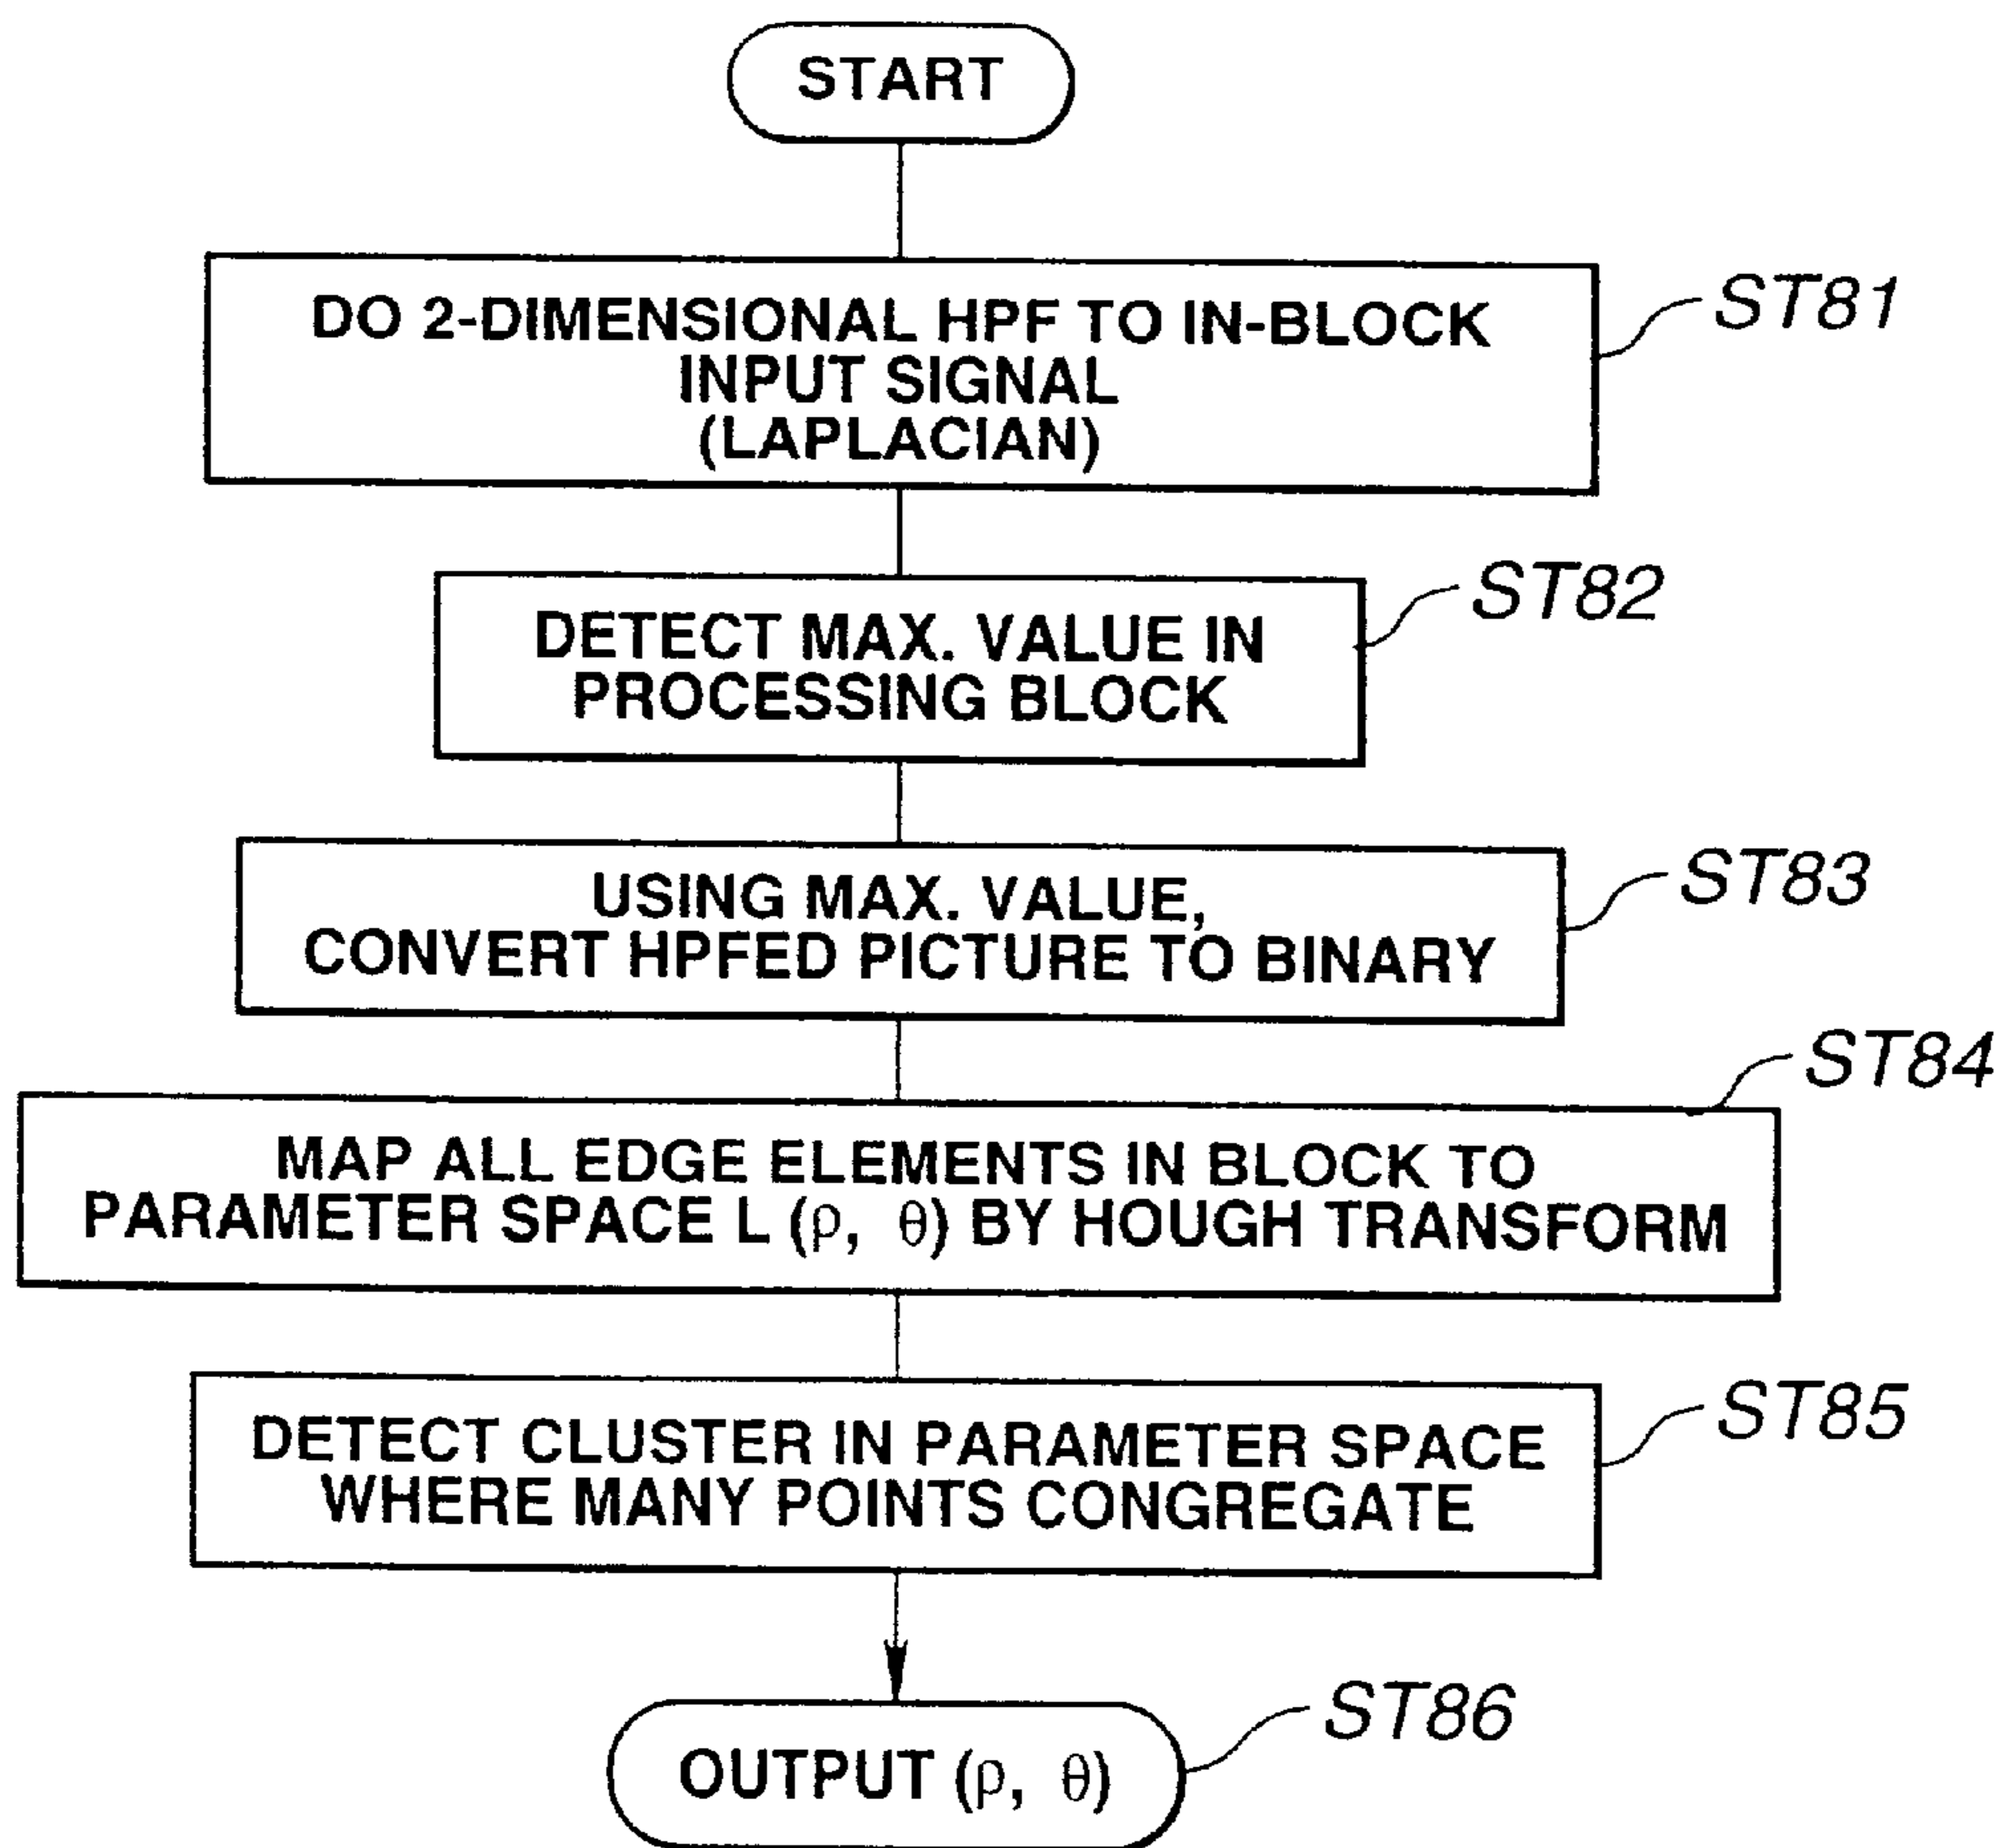 START
DO 2-DIMENSIONAL HPF TO IN-BLOCK
INPUT SIGNAL
(LAPLACIAN)
ST81
DETECT MAX. VALUE IN
PROCESSING BLOCK
ST82
USING MAX. VALUE,
CONVERT HPFED PICTURE TO BINARY
ST83
MAP ALL EDGE ELEMENTS IN BLOCK TO
PARAMETER SPACE L (ρ, θ) BY HOUGH TRANSFORM
ST84
DETECT CLUSTER IN PARAMETER SPACE
WHERE MANY POINTS CONGREGATE
ST85
OUTPUT (ρ, θ)
ST86